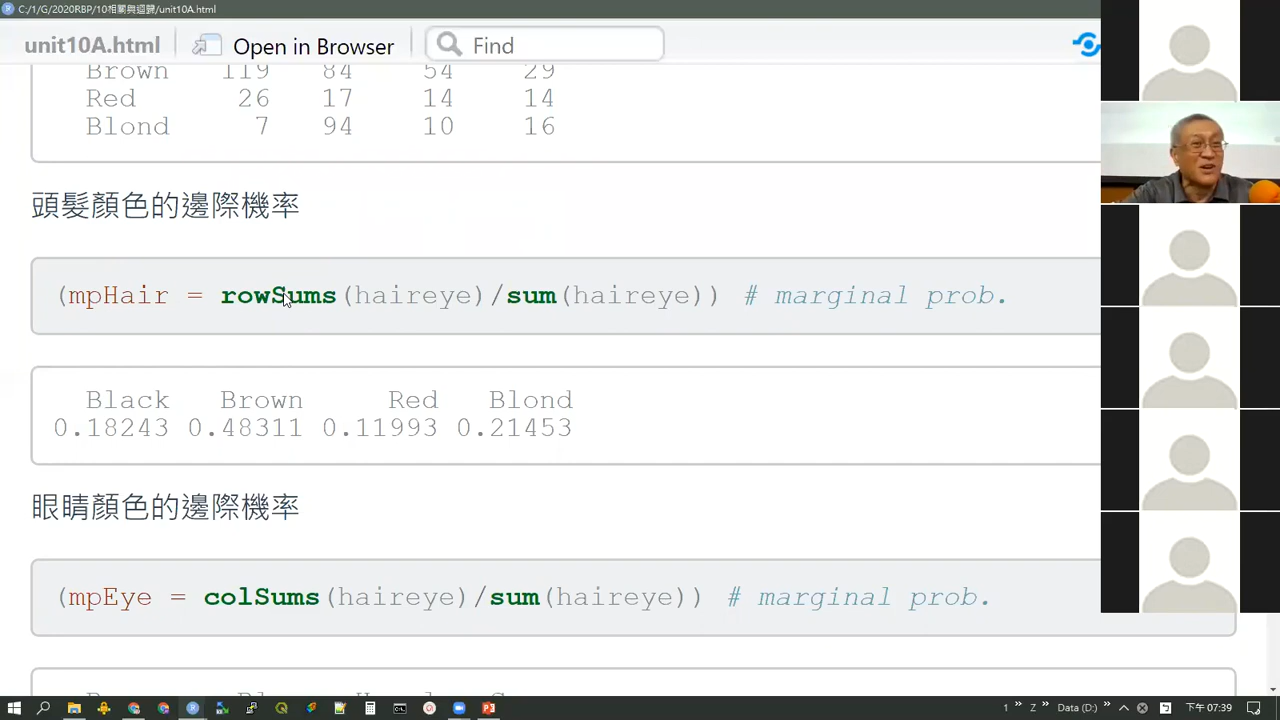 C:/1/G/2020RBP/10相關與迴歸/unit10A.html
unit10A.html Open in Browser Find
Brown 119 84 54 29
Red 26 17 14 14
Blond 7 94 10 16
頭髮顏色的邊際機率
(mpHair = rowSums(haireye)/sum(haireye)) # marginal prob.
Black Brown Red Blond
0.18243 0.48311 0.11993 0.21453
眼睛顏色的邊際機率
(mpEye = colSums(haireye)/sum(haireye)) # marginal prob.
1 » Z » Data (D:) » 下午 07:39